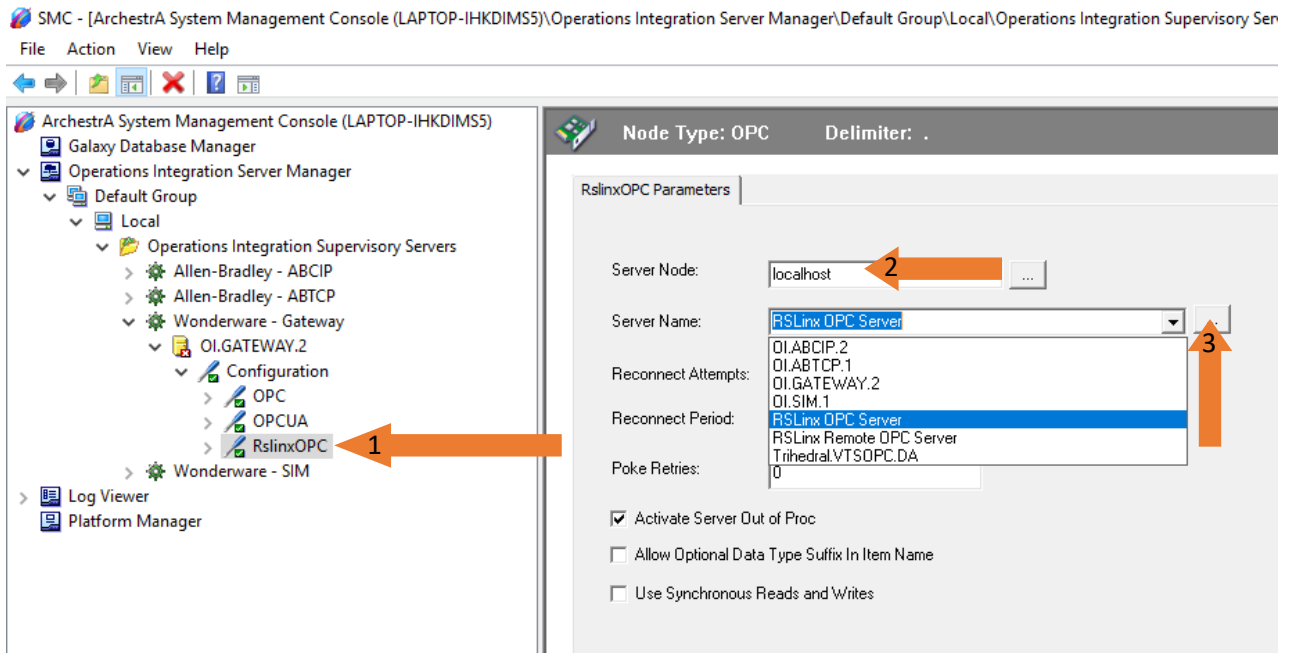 SMC - [ArchestrA System Management Console (LAPTOP-IHKDIMS5)\Operations Integration Server Manager\Default Group\Local\Operations Integration Supervisory Ser
File Action View Help
ArchestrA System Management Console (LAPTOP-IHKDIMS5)
Galaxy Database Manager
Operations Integration Server Manager
Default Group
Local
Operations Integration Supervisory Servers
Allen-Bradley - ABCIP
Allen-Bradley - ABTCP
Wonderware - Gateway
OI.GATEWAY.2
Configuration
OPC
OPCUA
RslinxOPC
1
Wonderware - SIM
Log Viewer
Platform Manager
Node Type: OPC Delimiter: .
RslinxOPC Parameters
Server Node: localhost 2 ...
Server Name: RSLinx OPC Server
3
OI.ABCIP.2
OI.ABTCP.1
OI.GATEWAY.2
OI.SIM.1
RSLinx OPC Server
RSLinx Remote OPC Server
Trihedral.VTSOPC.DA
Reconnect Attempts:
Reconnect Period:
Poke Retries: 0
Activate Server Out of Proc
Allow Optional Data Type Suffix In Item Name
Use Synchronous Reads and Writes